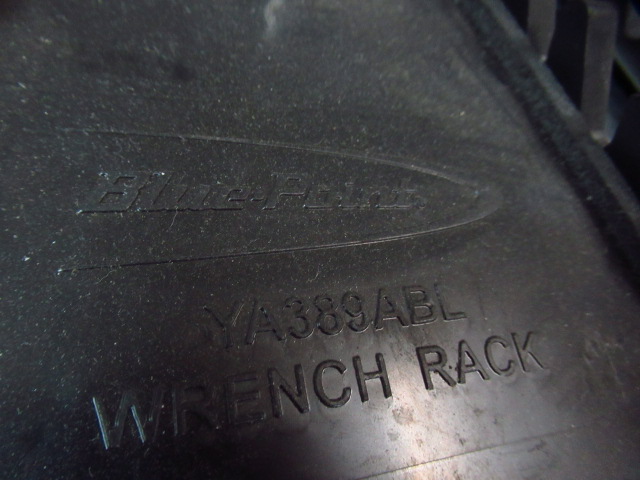 Blue-Point
YA389ABL
WRENCH RACK